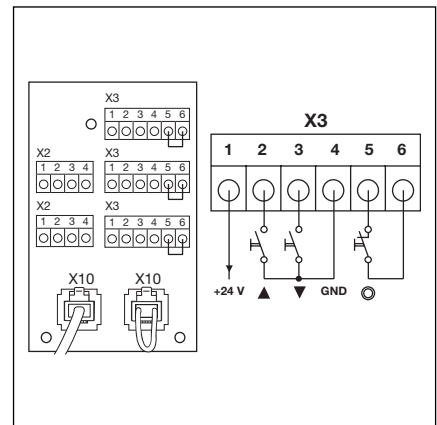 X3
1 2 3 4 5 6
X2
1 2 3 4
X3
1 2 3 4 5 6
X2
1 2 3 4
X3
1 2 3 4 5 6
X10 X10
X3
1 2 3 4 5 6
+24 V ▲ ▼ GND ◎